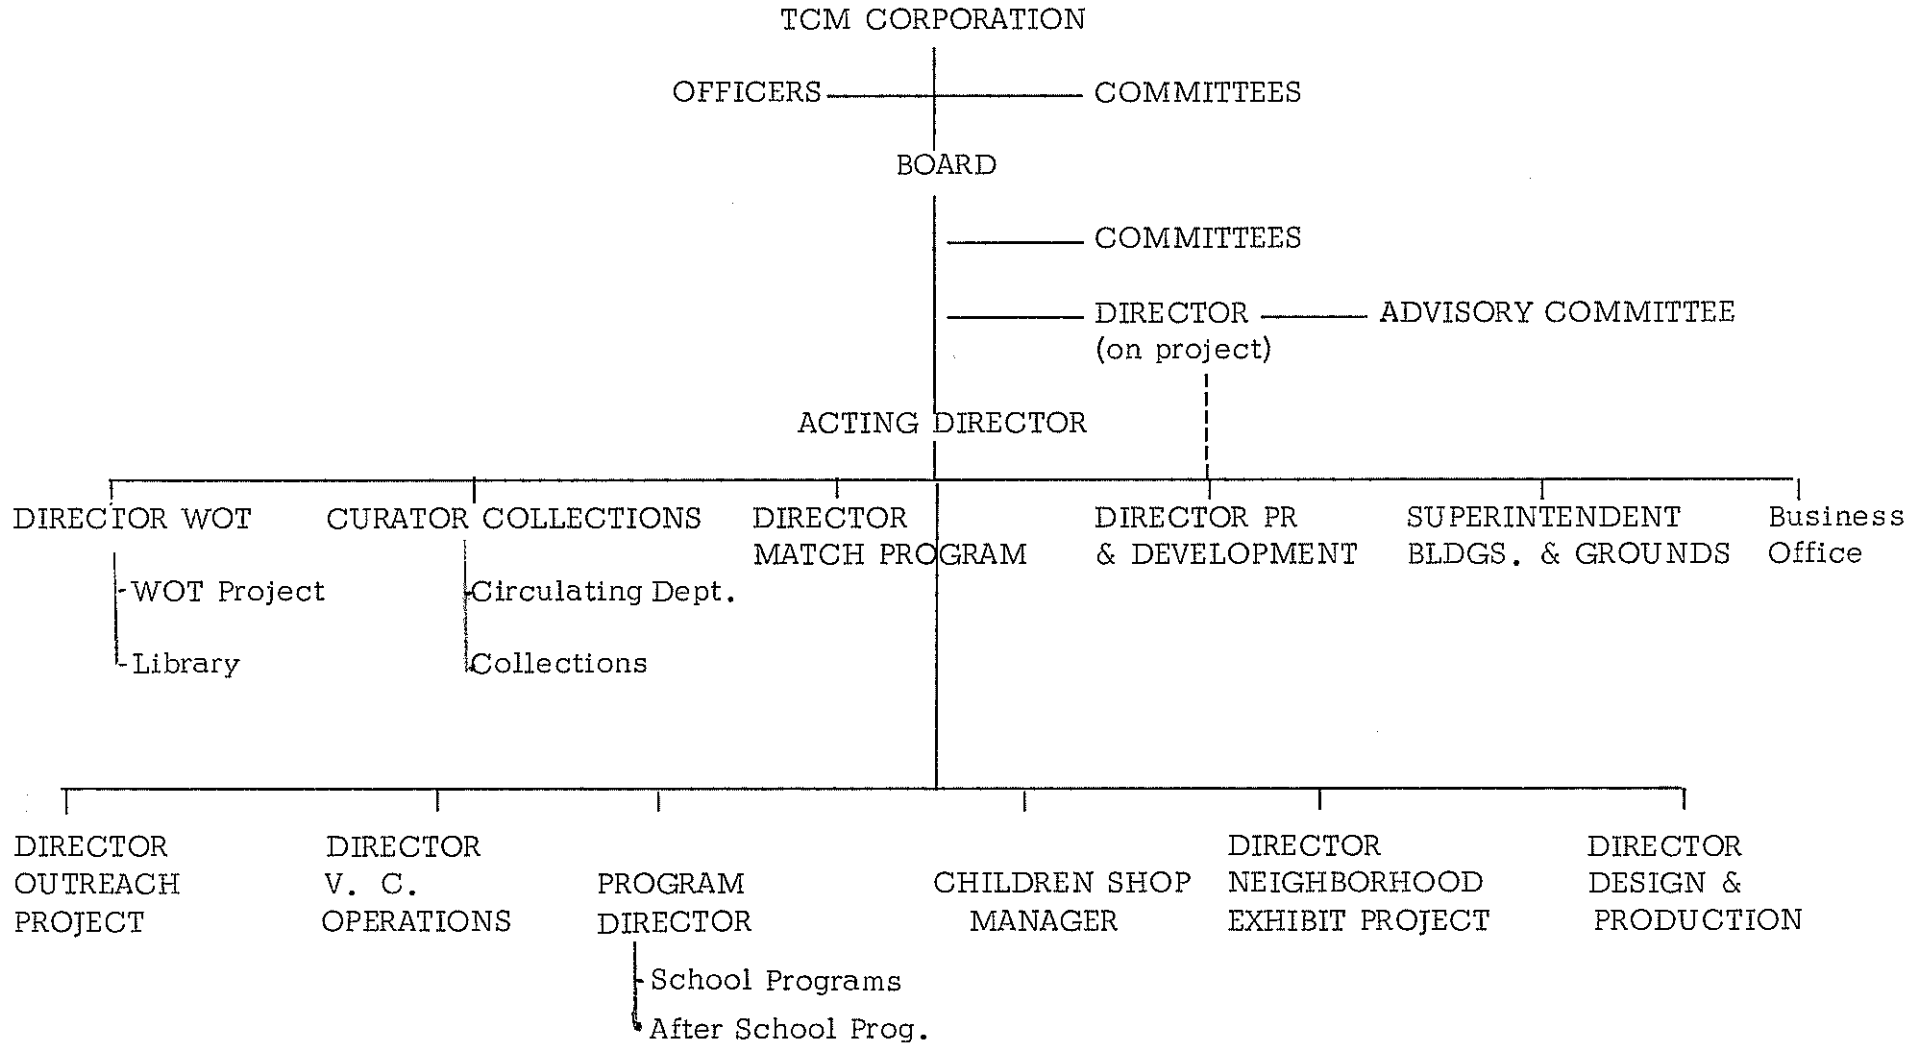 TCM CORPORATION
OFFICERS COMMITTEES
BOARD
COMMITTEES
DIRECTOR ADVISORY COMMITTEE
(on project)
ACTING DIRECTOR
DIRECTOR WOT
WOT Project
Library
CURATOR COLLECTIONS
Circulating Dept.
Collections
DIRECTOR
MATCH PROGRAM
DIRECTOR PR
& DEVELOPMENT
SUPERINTENDENT
BLDGS. & GROUNDS
Business
Office
DIRECTOR
OUTREACH
PROJECT
DIRECTOR
V. C.
OPERATIONS
PROGRAM
DIRECTOR
School Programs
After School Prog.
CHILDREN SHOP
MANAGER
DIRECTOR
NEIGHBORHOOD
EXHIBIT PROJECT
DIRECTOR
DESIGN &
PRODUCTION